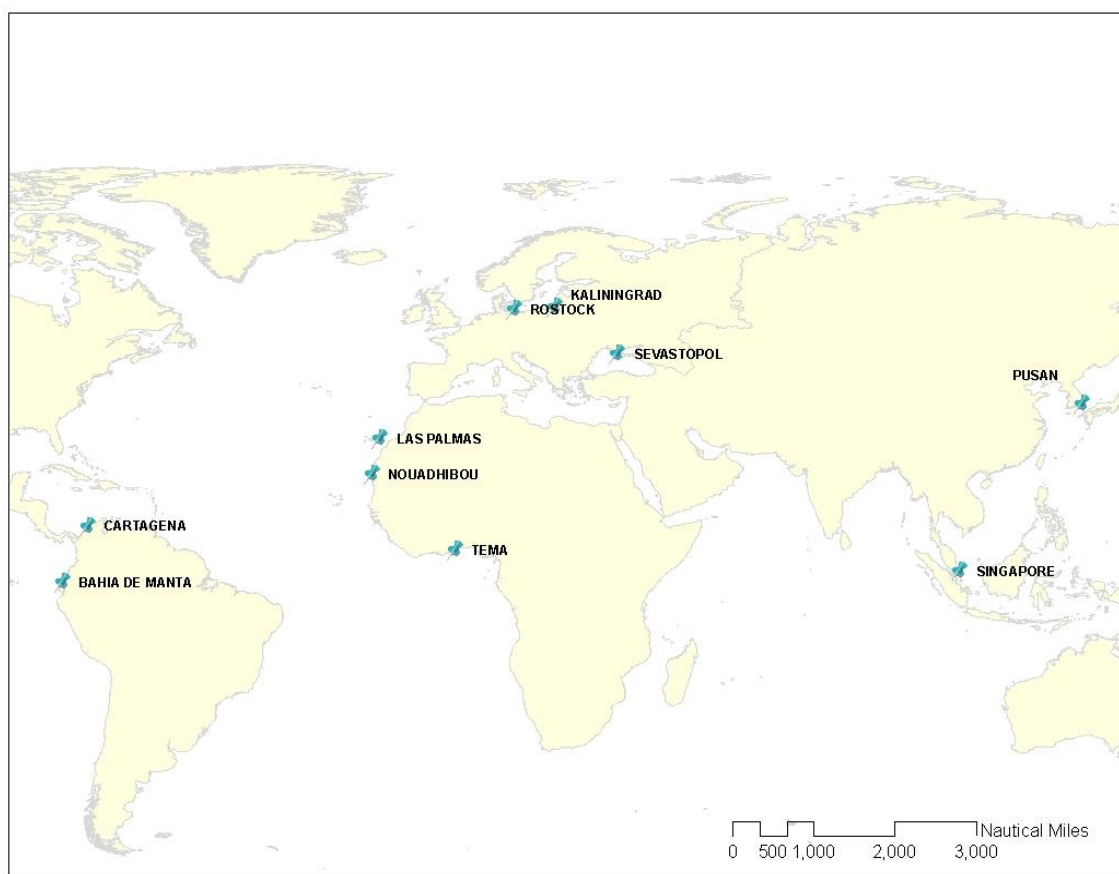 KALININGRAD
ROSTOCK
SEVASTOPOL
PUSAN
LAS PALMAS
NOUADHIBOU
CARTAGENA
TEMA
SINGAPORE
BAHIA DE MANTA
Nautical Miles
0 500 1,000 2,000 3,000